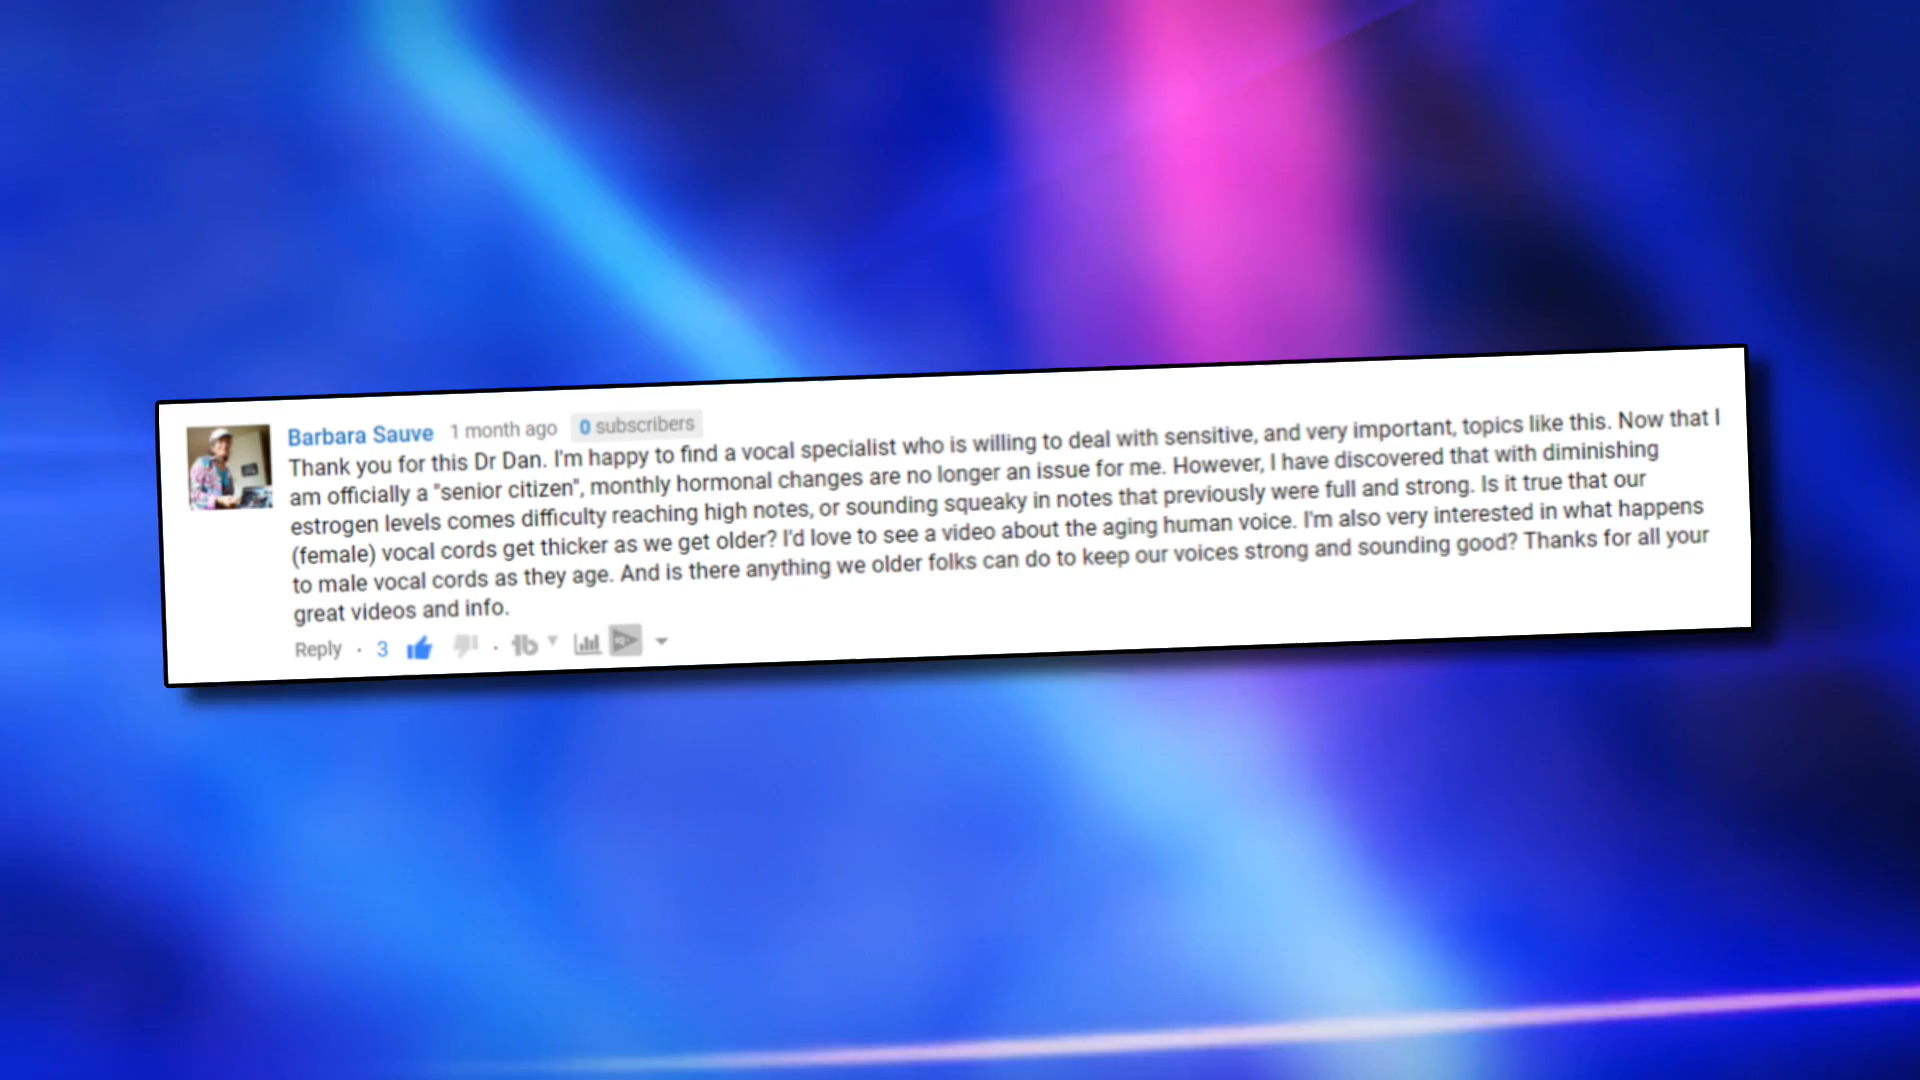 Barbara Sauve 1 month ago 0 subscribers
Thank you for this Dr Dan. I'm happy to find a vocal specialist who is willing to deal with sensitive, and very important, topics like this. Now that I
am officially a "senior citizen", monthly hormonal changes are no longer an issue for me. However, I have discovered that with diminishing
estrogen levels comes difficulty reaching high notes, or sounding squeaky in notes that previously were full and strong. Is it true that our
(female) vocal cords get thicker as we get older? I'd love to see a video about the aging human voice. I'm also very interested in what happens
to male vocal cords as they age. And is there anything we older folks can do to keep our voices strong and sounding good? Thanks for all your
great videos and info.
Reply · 3